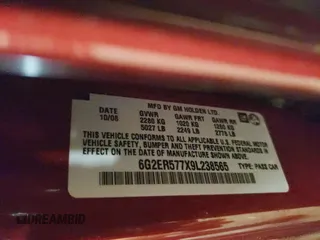 MFD BY GM HOLDEN LTD.
DATE GVWR GAWR FRT GAWR RR
10/08 2280 KG 1020 KG 1260 KG
5027 LB 2249 LB 2778 LB
THIS VEHICLE CONFORMS TO ALL APPLICABLE U.S. FEDERAL MOTOR
VEHICLE SAFETY, BUMPER, AND THEFT PREVENTION STANDARDS IN
EFFECT ON THE DATE OF MANUFACTURE SHOWN ABOVE.
6G2ER577X9L238565 TYPE: PASS CAR
DREAMBID